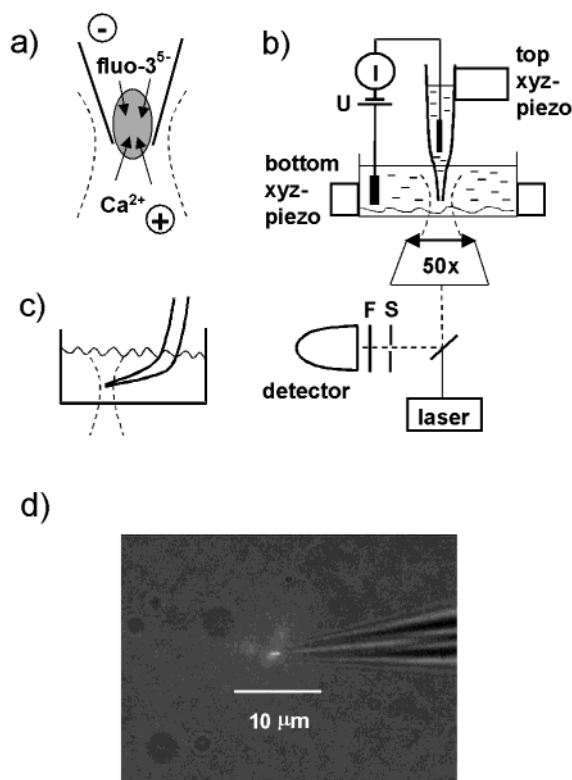 a)
-
fluo-3⁵⁻
Ca²⁺
+
b)
I
U
top
xyz-
piezo
bottom
xyz-
piezo
50x
F S
detector
laser
c)
d)
10 μm